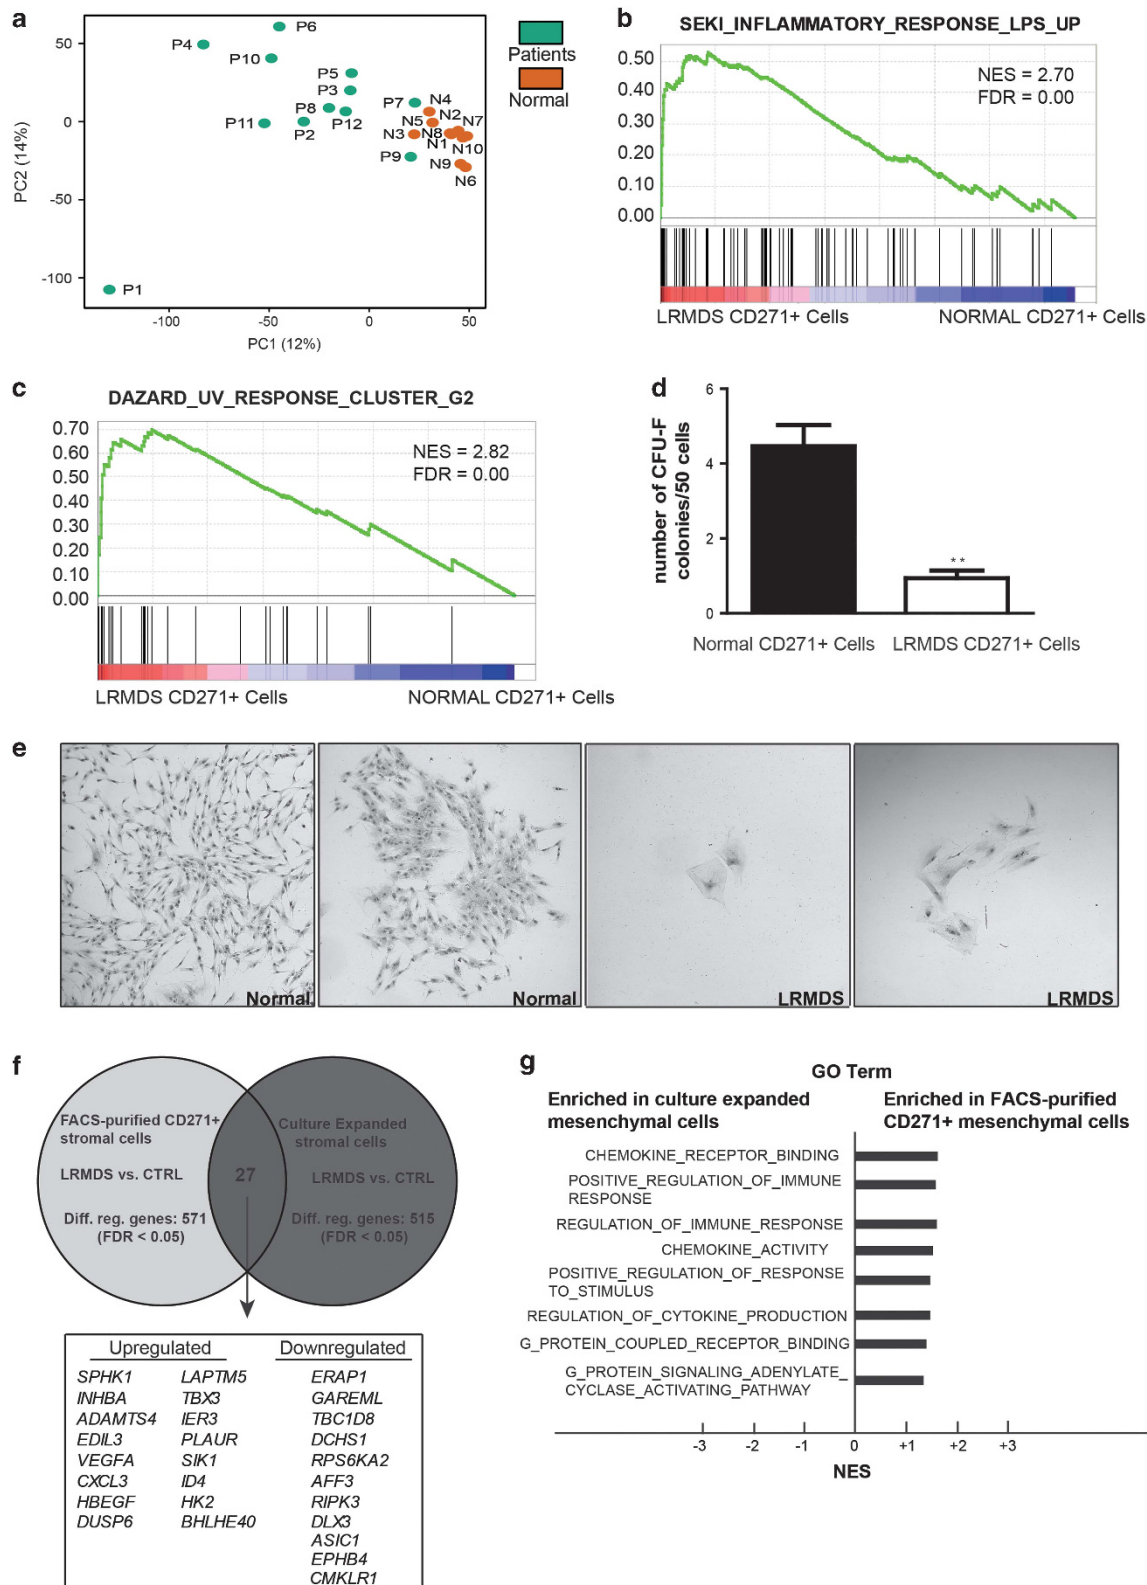 a
50
0
-50
-100
PC2 (14%)
-100
-50
0
50
PC1 (12%)
P6
P4
P10
P5
P3
P8
P11
P2
P12
P7
N4
N2
N7
N5
N3
N8
N1
N10
P9
N9
N6
P1
Patients
Normal
b
SEKI_INFLAMMATORY_RESPONSE_LPS_UP
0.50
0.40
0.30
0.20
0.10
0.00
NES = 2.70
FDR = 0.00
LRMDS CD271+ Cells
NORMAL CD271+ Cells
c
DAZARD_UV_RESPONSE_CLUSTER_G2
0.70
0.60
0.50
0.40
0.30
0.20
0.10
0.00
NES = 2.82
FDR = 0.00
LRMDS CD271+ Cells
NORMAL CD271+ Cells
d
number of CFU-F
colonies/50 cells
6
4
2
0
**
Normal CD271+ Cells
LRMDS CD271+ Cells
e
Normal
Normal
LRMDS
LRMDS
f
FACS-purified CD271+
stromal cells
LRMDS vs. CTRL
Diff. reg. genes: 571
(FDR < 0.05)
27
Culture Expanded
stromal cells
LRMDS vs. CTRL
Diff. reg. genes: 515
(FDR < 0.05)
Upregulated
Downregulated
SPHK1 LAPTM5 ERAP1
INHBA TBX3 GAREML
ADAMTS4 IER3 TBC1D8
EDIL3 PLAUR DCHS1
VEGFA SIK1 RPS6KA2
CXCL3 ID4 AFF3
HBEGF HK2 RIPK3
DUSP6 BHLHE40 DLX3
ASIC1
EPHB4
CMKLR1
g
GO Term
Enriched in culture expanded
mesenchymal cells
Enriched in FACS-purified
CD271+ mesenchymal cells
CHEMOKINE_RECEPTOR_BINDING
POSITIVE_REGULATION_OF_IMMUNE
RESPONSE
REGULATION_OF_IMMUNE_RESPONSE
CHEMOKINE_ACTIVITY
POSITIVE_REGULATION_OF_RESPONSE
TO_STIMULUS
REGULATION_OF_CYTOKINE_PRODUCTION
G_PROTEIN_COUPLED_RECEPTOR_BINDING
G_PROTEIN_SIGNALING_ADENYLATE_
CYCLASE_ACTIVATING_PATHWAY
-3
-2
-1
0
+1
+2
+3
NES